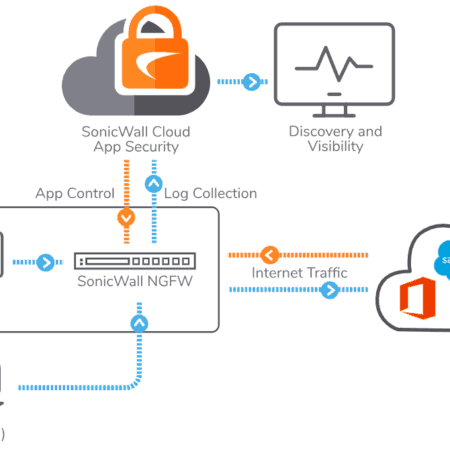 SonicWall Cloud
App Security
Discovery and
Visibility
App Control
Log Collection
SonicWall NGFW
Internet Traffic
sa
)